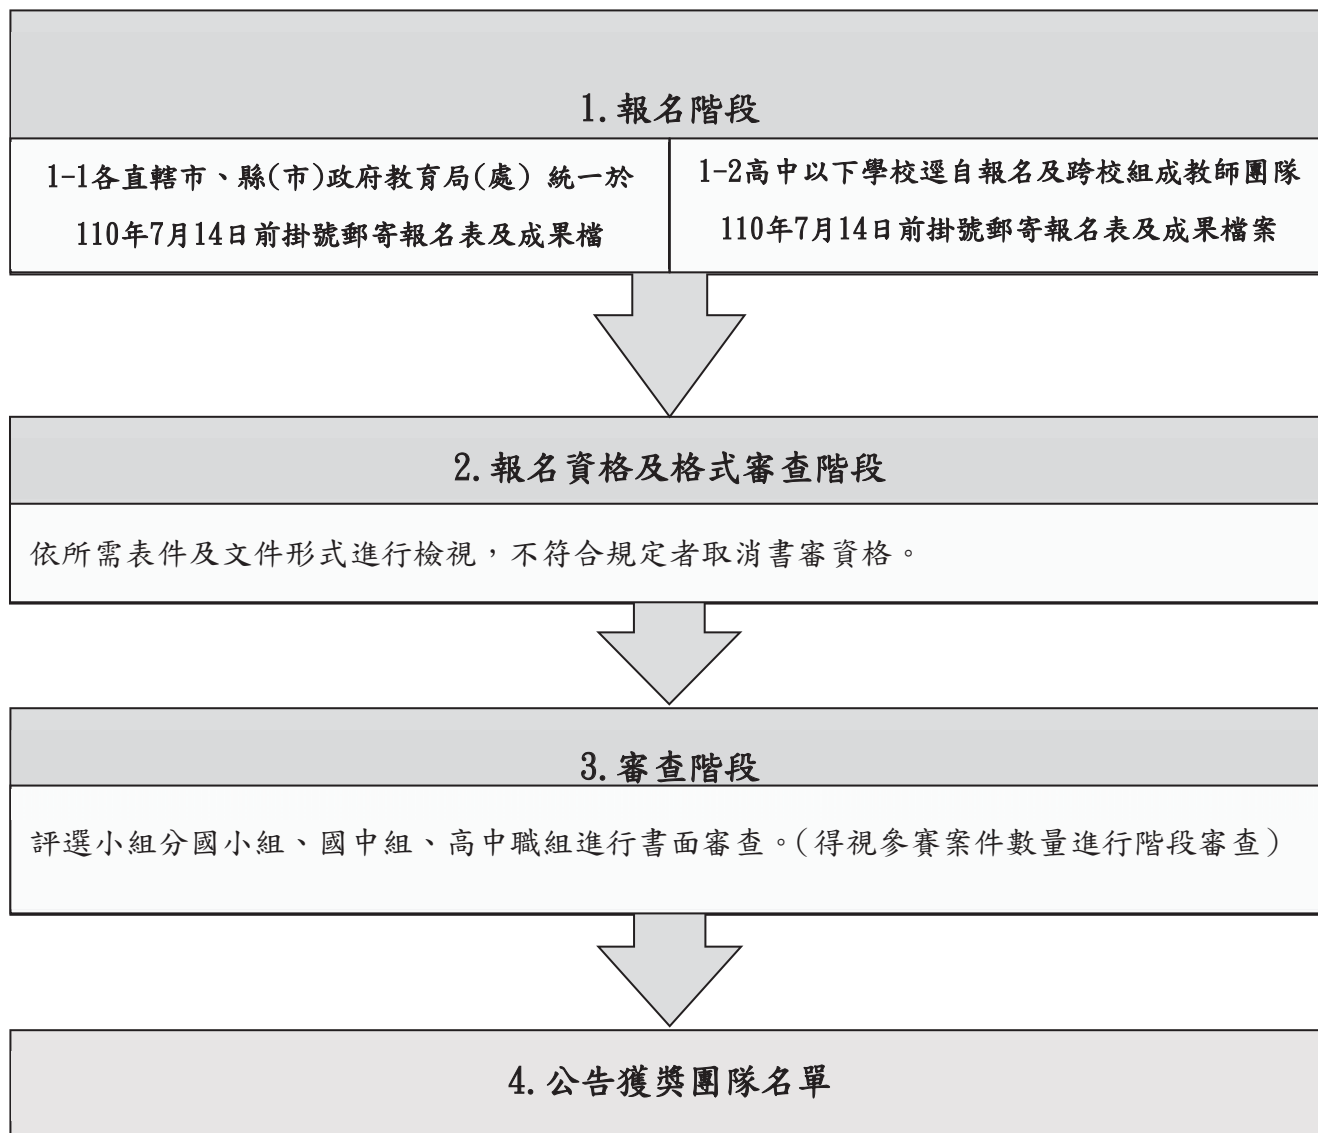 1.報名階段
1-1各直轄市、縣(市)政府教育局(處) 統一於
110年7月14日前掛號郵寄報名表及成果檔
1-2高中以下學校逕自報名及跨校組成教師團隊
110年7月14日前掛號郵寄報名表及成果檔案
2.報名資格及格式審查階段
依所需表件及文件形式進行檢視，不符合規定者取消書審資格。
3.審查階段
評選小組分國小組、國中組、高中職組進行書面審查。(得視參賽案件數量進行階段審查)
4.公告獲獎團隊名單